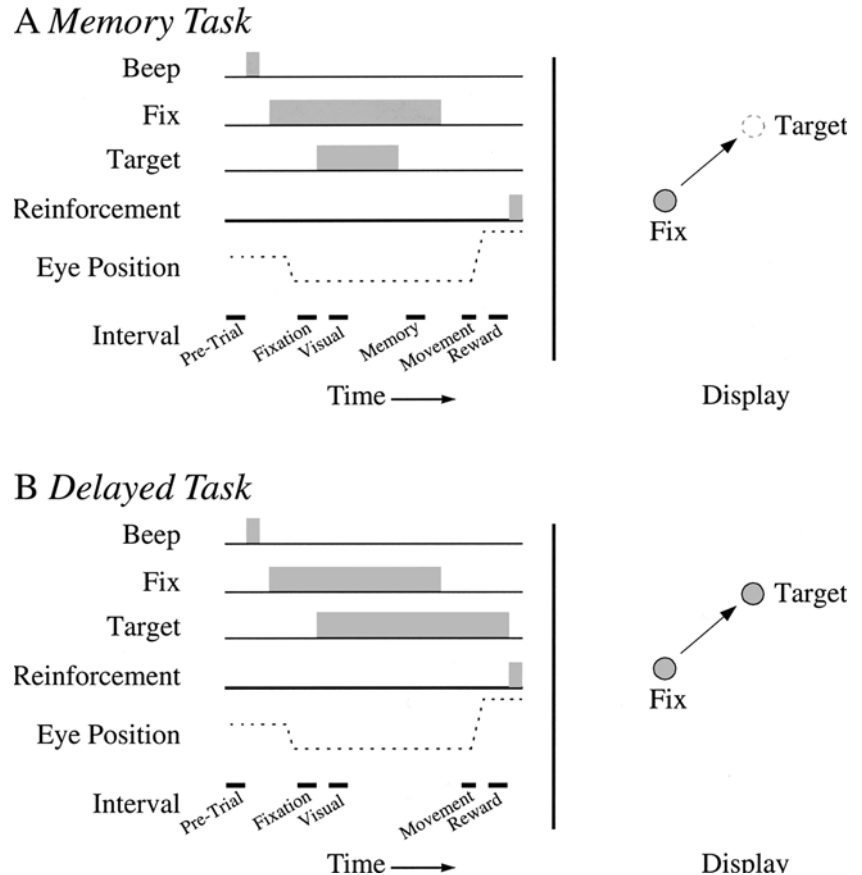 A Memory Task
Beep
Fix
Target
Reinforcement
Eye Position
Interval
Pre-Trial
Fixation
Visual
Memory
Movement
Reward
Time
Target
Fix
Display
B Delayed Task
Beep
Fix
Target
Reinforcement
Eye Position
Interval
Pre-Trial
Fixation
Visual
Movement
Reward
Time
Target
Fix
Display